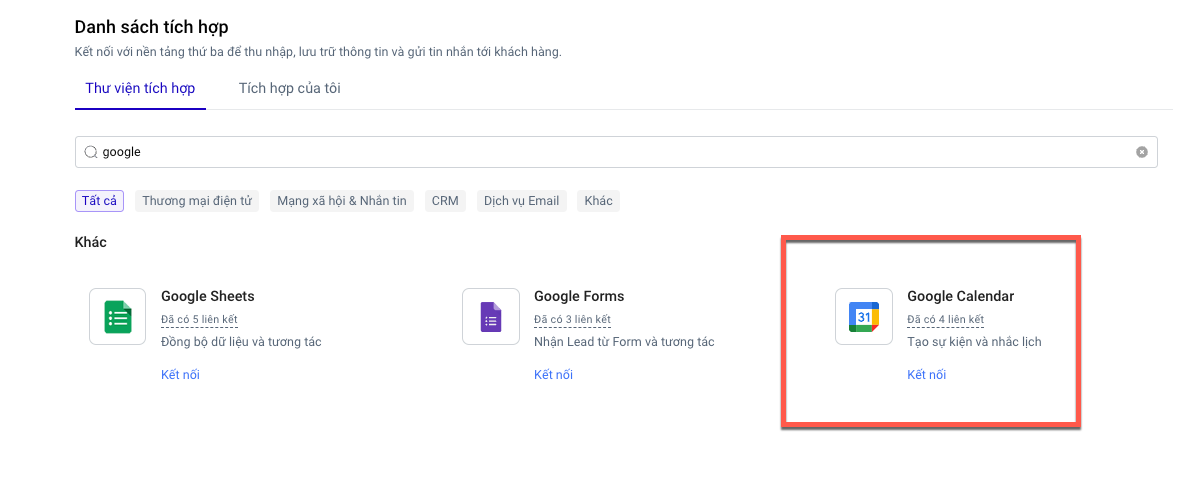 Danh sách tích hợp
Kết nối với nền tảng thứ ba để thu nhập, lưu trữ thông tin và gửi tin nhắn tới khách hàng.
Thư viện tích hợp
Tích hợp của tôi
google
Tất cả
Thương mại điện tử
Mạng xã hội & Nhắn tin
CRM
Dịch vụ Email
Khác
Khác
Google Sheets
Đã có 5 liên kết
Đồng bộ dữ liệu và tương tác
Kết nối
Google Forms
Đã có 3 liên kết
Nhận Lead từ Form và tương tác
Kết nối
31
Google Calendar
Đã có 4 liên kết
Tạo sự kiện và nhắc lịch
Kết nối